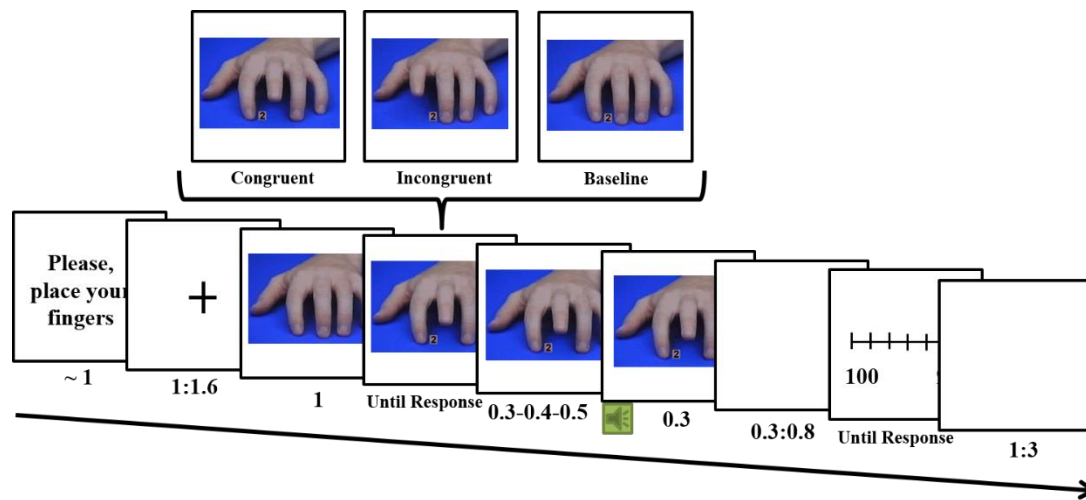 2
2
2
Congruent
Incongruent
Baseline
Please,
place your
fingers
+
2
2
2
100
~ 1
1:1.6
1
Until Response
0.3-0.4-0.5
0.3
0.3:0.8
Until Response
1:3